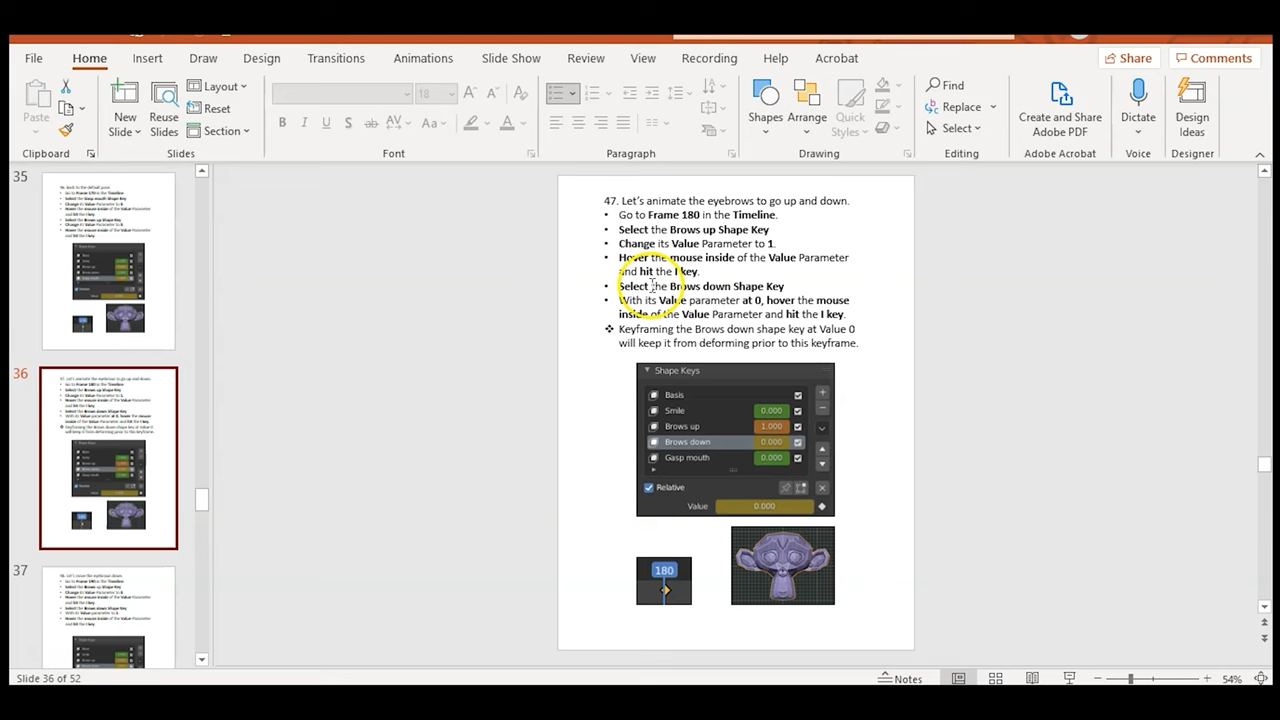 File Home Insert Draw Design Transitions Animations Slide Show Review View Recording Help Acrobat Share Comments
Paste
Clipboard
New Slide
Reuse Slides
Layout
Reset
Section
Slides
18
B I U S ab AV Aa A
Font
Paragraph
Shapes
Arrange
Quick Styles
Drawing
Find
Replace
Select
Editing
Create and Share
Adobe PDF
Adobe Acrobat
Dictate
Voice
Design
Ideas
Designer
35
36
37
47. Let's animate the eyebrows to go up and down.
• Go to Frame 180 in the Timeline.
• Select the Brows up Shape Key
• Change its Value Parameter to 1.
• Hover the mouse inside of the Value Parameter
and hit the I key.
• Select the Brows down Shape Key
• With its Value parameter at 0, hover the mouse
inside of the Value Parameter and hit the I key.
❖ Keyframing the Brows down shape key at Value 0
will keep it from deforming prior to this keyframe.
Shape Keys
Basis
Smile 0.000
Brows up 1.000
Brows down 0.000
Gasp mouth 0.000
Relative
Value 0.000
180
Slide 36 of 52
Notes
54%